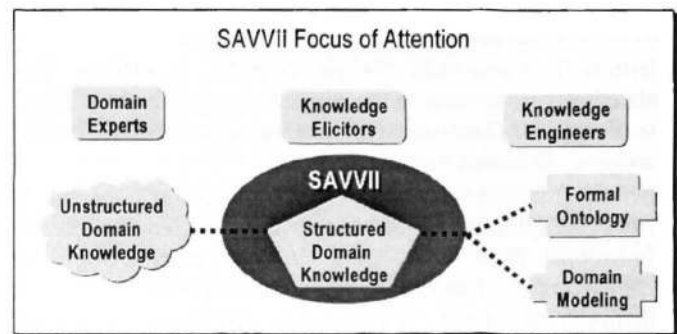 SAVVii Focus of Attention
Domain
Experts
Knowledge
Elicitors
Knowledge
Engineers
SAVVII
Unstructured
Domain
Knowledge
Structured
Domain
Knowledge
Formal
Ontology
Domain
Modeling